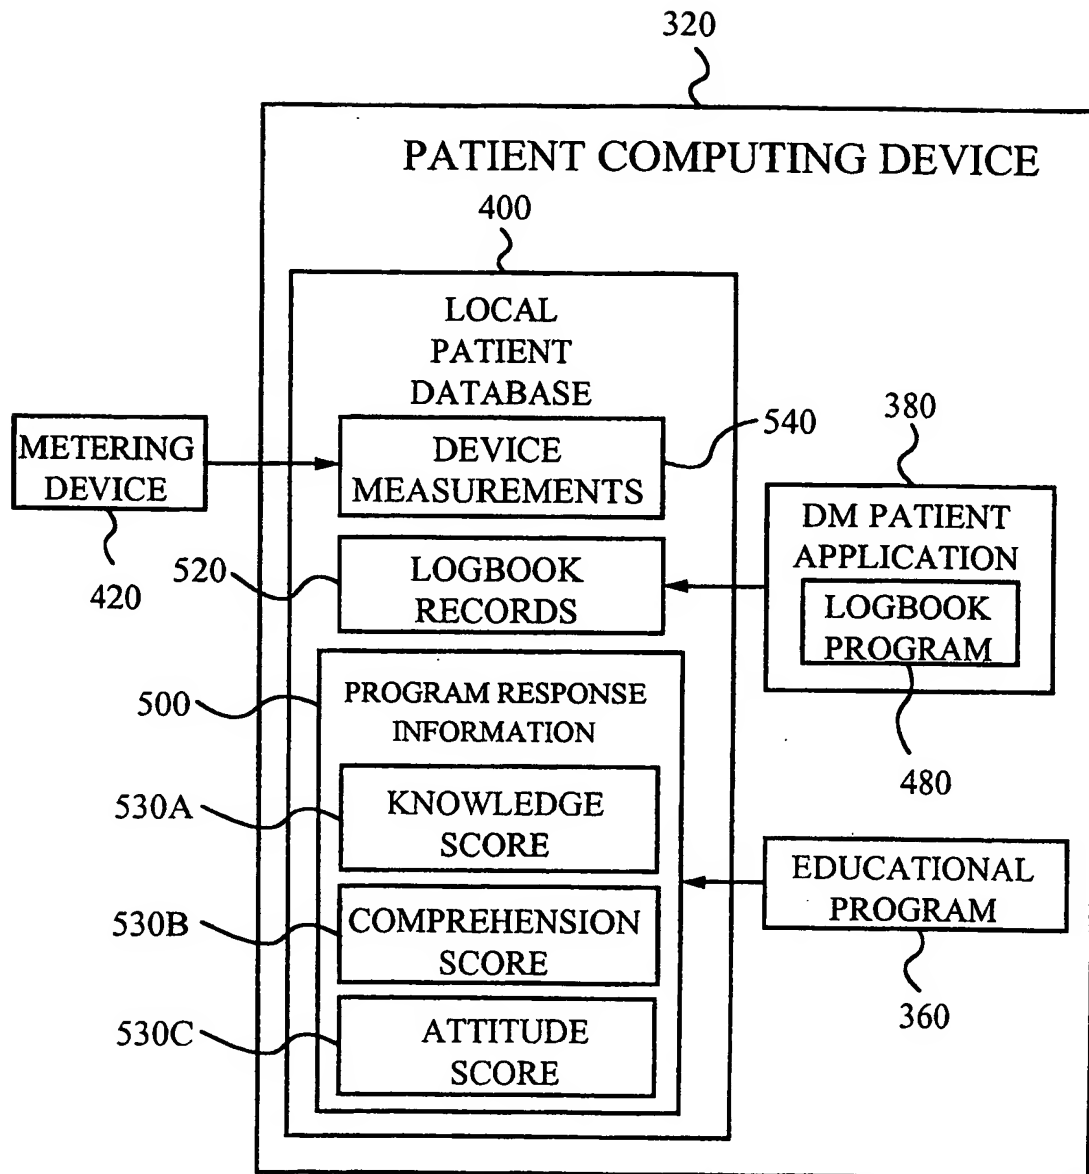 320
PATIENT COMPUTING DEVICE
400
LOCAL
PATIENT
DATABASE
METERING
DEVICE
420
DEVICE
MEASUREMENTS
540
380
DM PATIENT
APPLICATION
LOGBOOK
PROGRAM
480
520
LOGBOOK
RECORDS
500
PROGRAM RESPONSE
INFORMATION
530A
KNOWLEDGE
SCORE
530B
COMPREHENSION
SCORE
530C
ATTITUDE
SCORE
EDUCATIONAL
PROGRAM
360